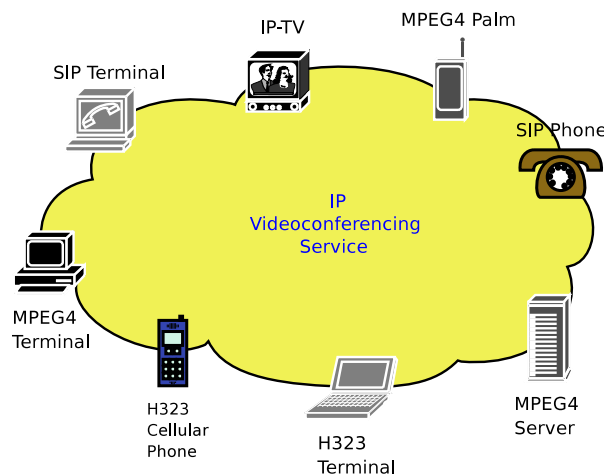 IP-TV
MPEG4 Palm
SIP Terminal
SIP Phone
IP
Videoconferencing
Service
MPEG4
Terminal
H323
Cellular
Phone
H323
Terminal
MPEG4
Server